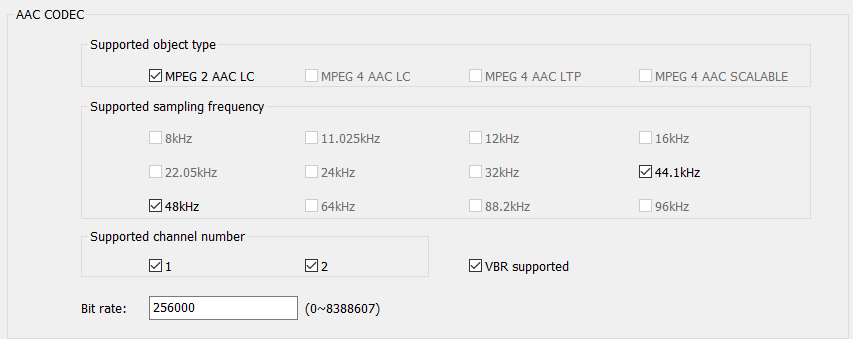 AAC CODEC
Supported object type
MPEG 2 AAC LC MPEG 4 AAC LC MPEG 4 AAC LTP MPEG 4 AAC SCALABLE
Supported sampling frequency
8kHz 11.025kHz 12kHz 16kHz
22.05kHz 24kHz 32kHz 44.1kHz
48kHz 64kHz 88.2kHz 96kHz
Supported channel number
1 2 VBR supported
Bit rate: 256000 (0~8388607)